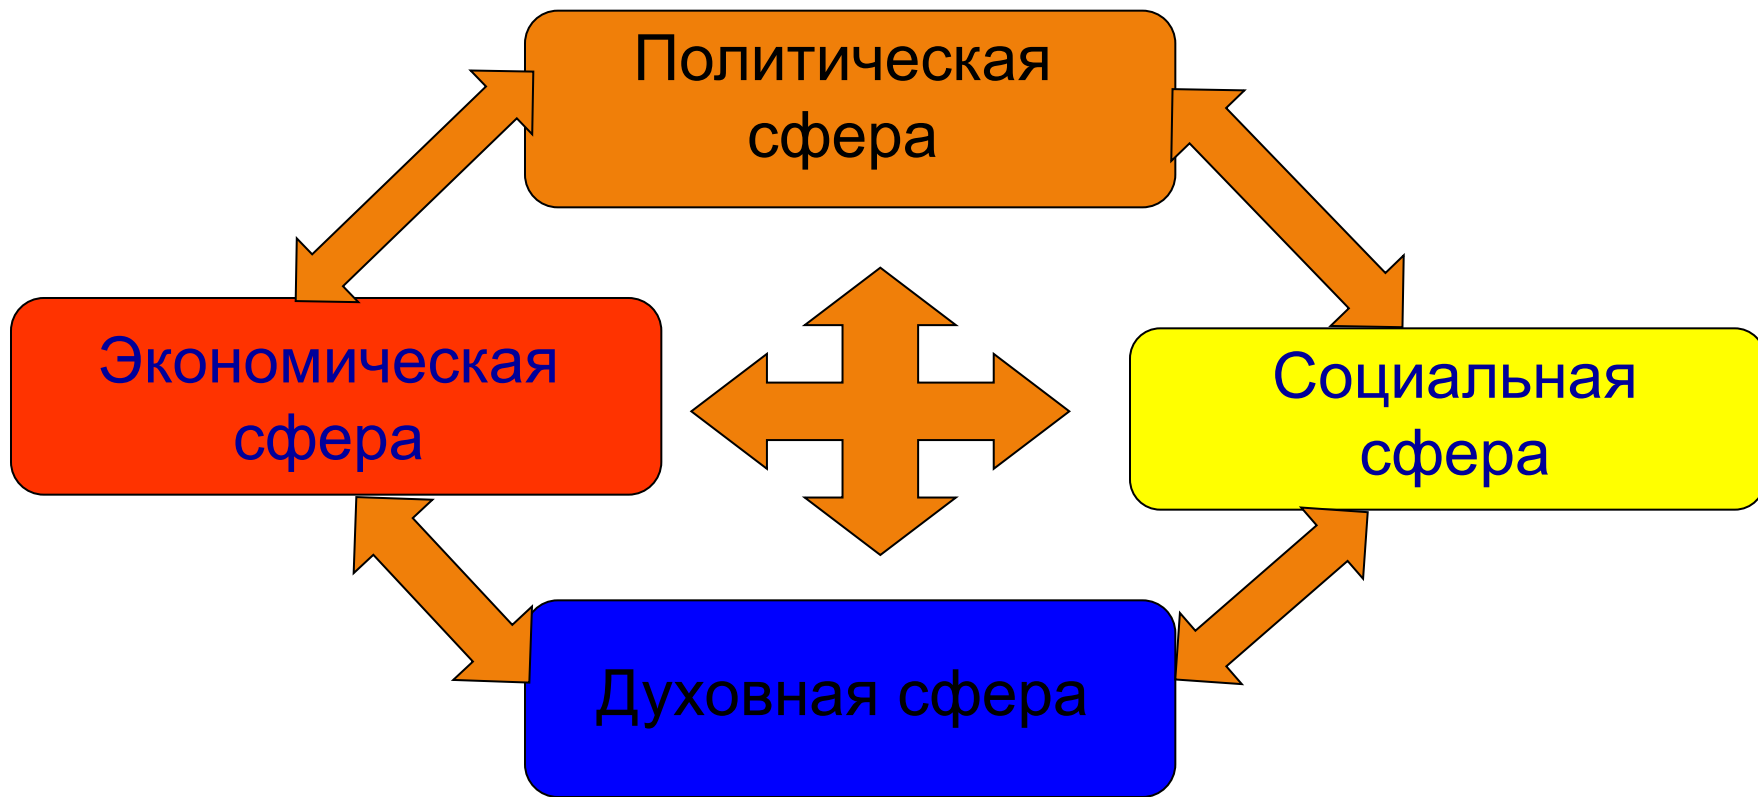 Политическая
сфера
Экономическая
сфера
Социальная
сфера
Духовная сфера